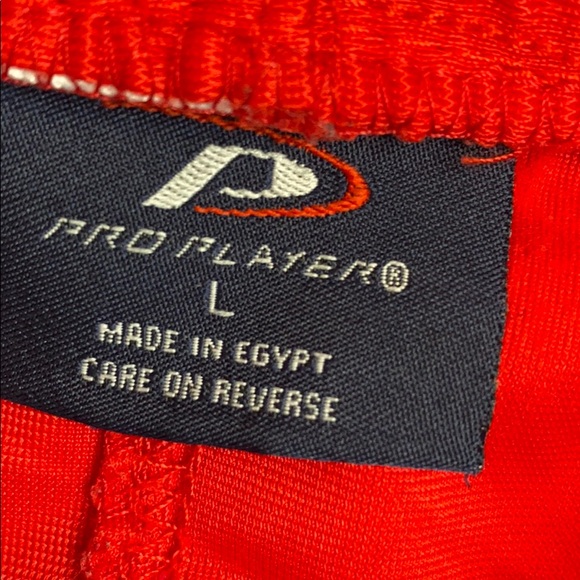 PRO PLAYER®
L
MADE IN EGYPT
CARE ON REVERSE